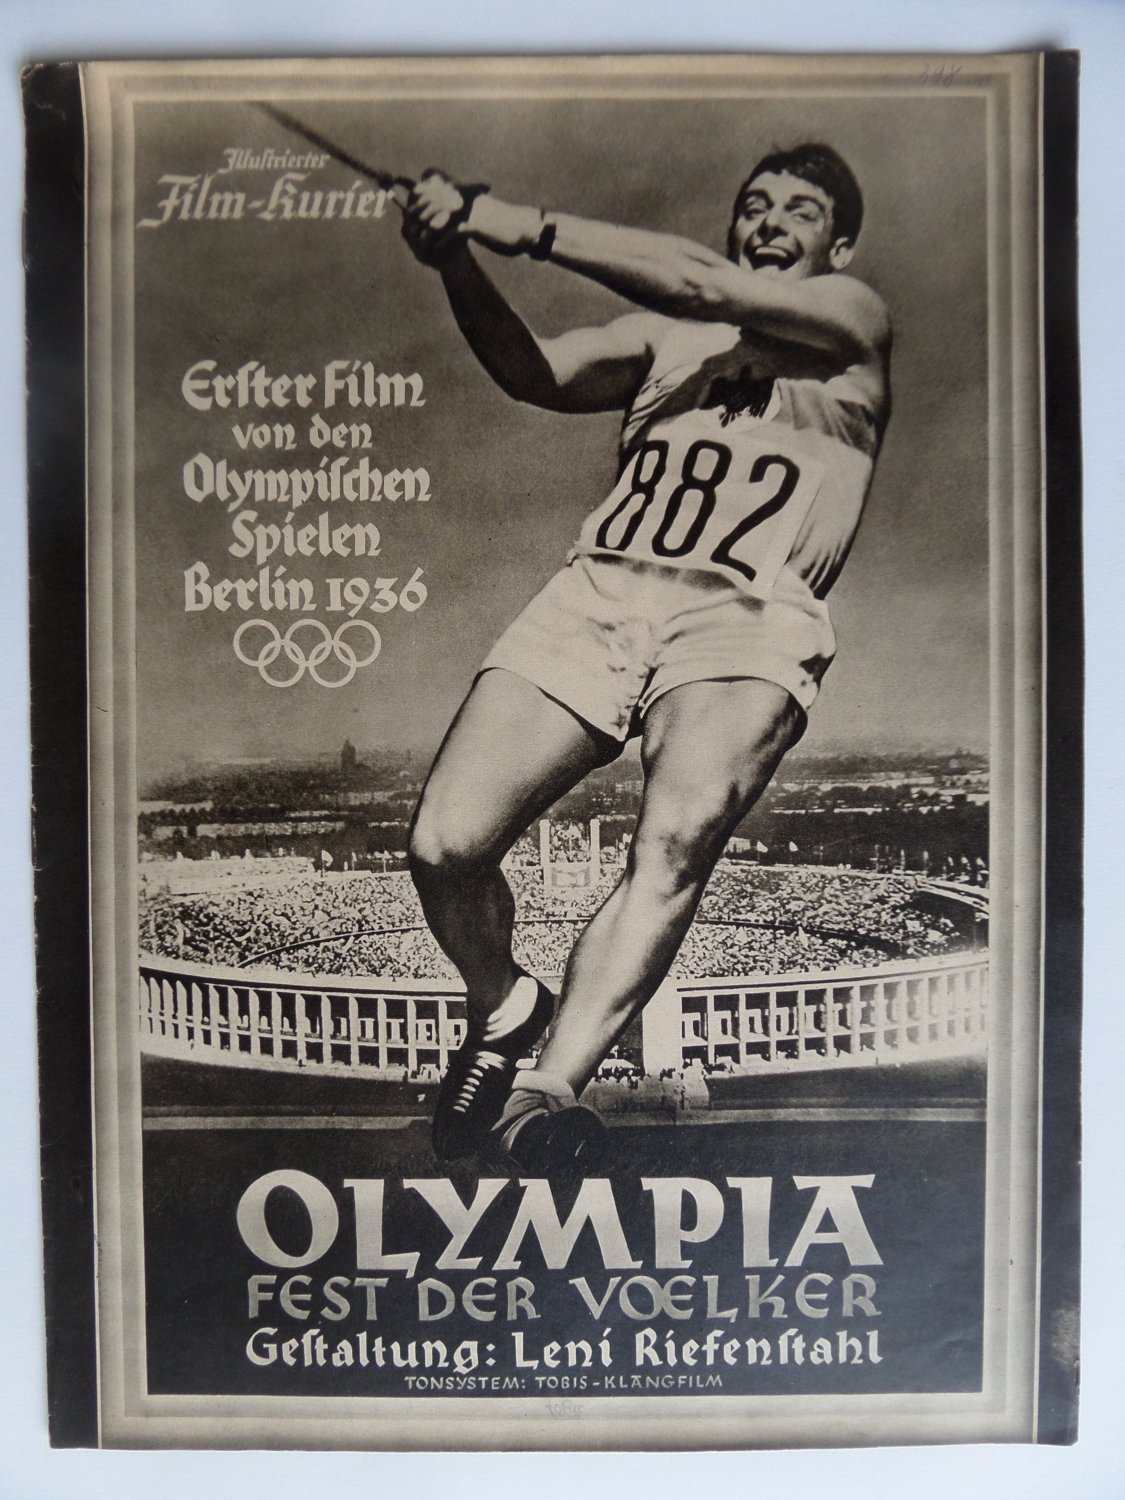 Illuſtrierter
Film-Kurier
Erſter Film
von den
Olympiſchen
Spielen
Berlin 1936
882
OLYMPIA
FEST DER VOELKER
Geſtaltung: Leni Riefenſtahl
TONSYSTEM: TOBIS-KLANGFILM